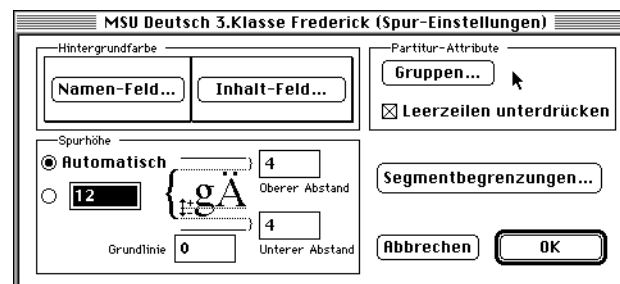 MSU Deutsch 3.Klasse Frederick (Spur-Einstellungen)
Hintergrundfarbe
Namen-Feld...
Inhalt-Feld...
Partitur-Attribute
Gruppen...
Leerzeilen unterdrücken
Spurhöhe
Automatisch
4
Oberer Abstand
12
gÄ
4
Unterer Abstand
Grundlinie
0
Segmentbegrenzungen...
Abbrechen
OK